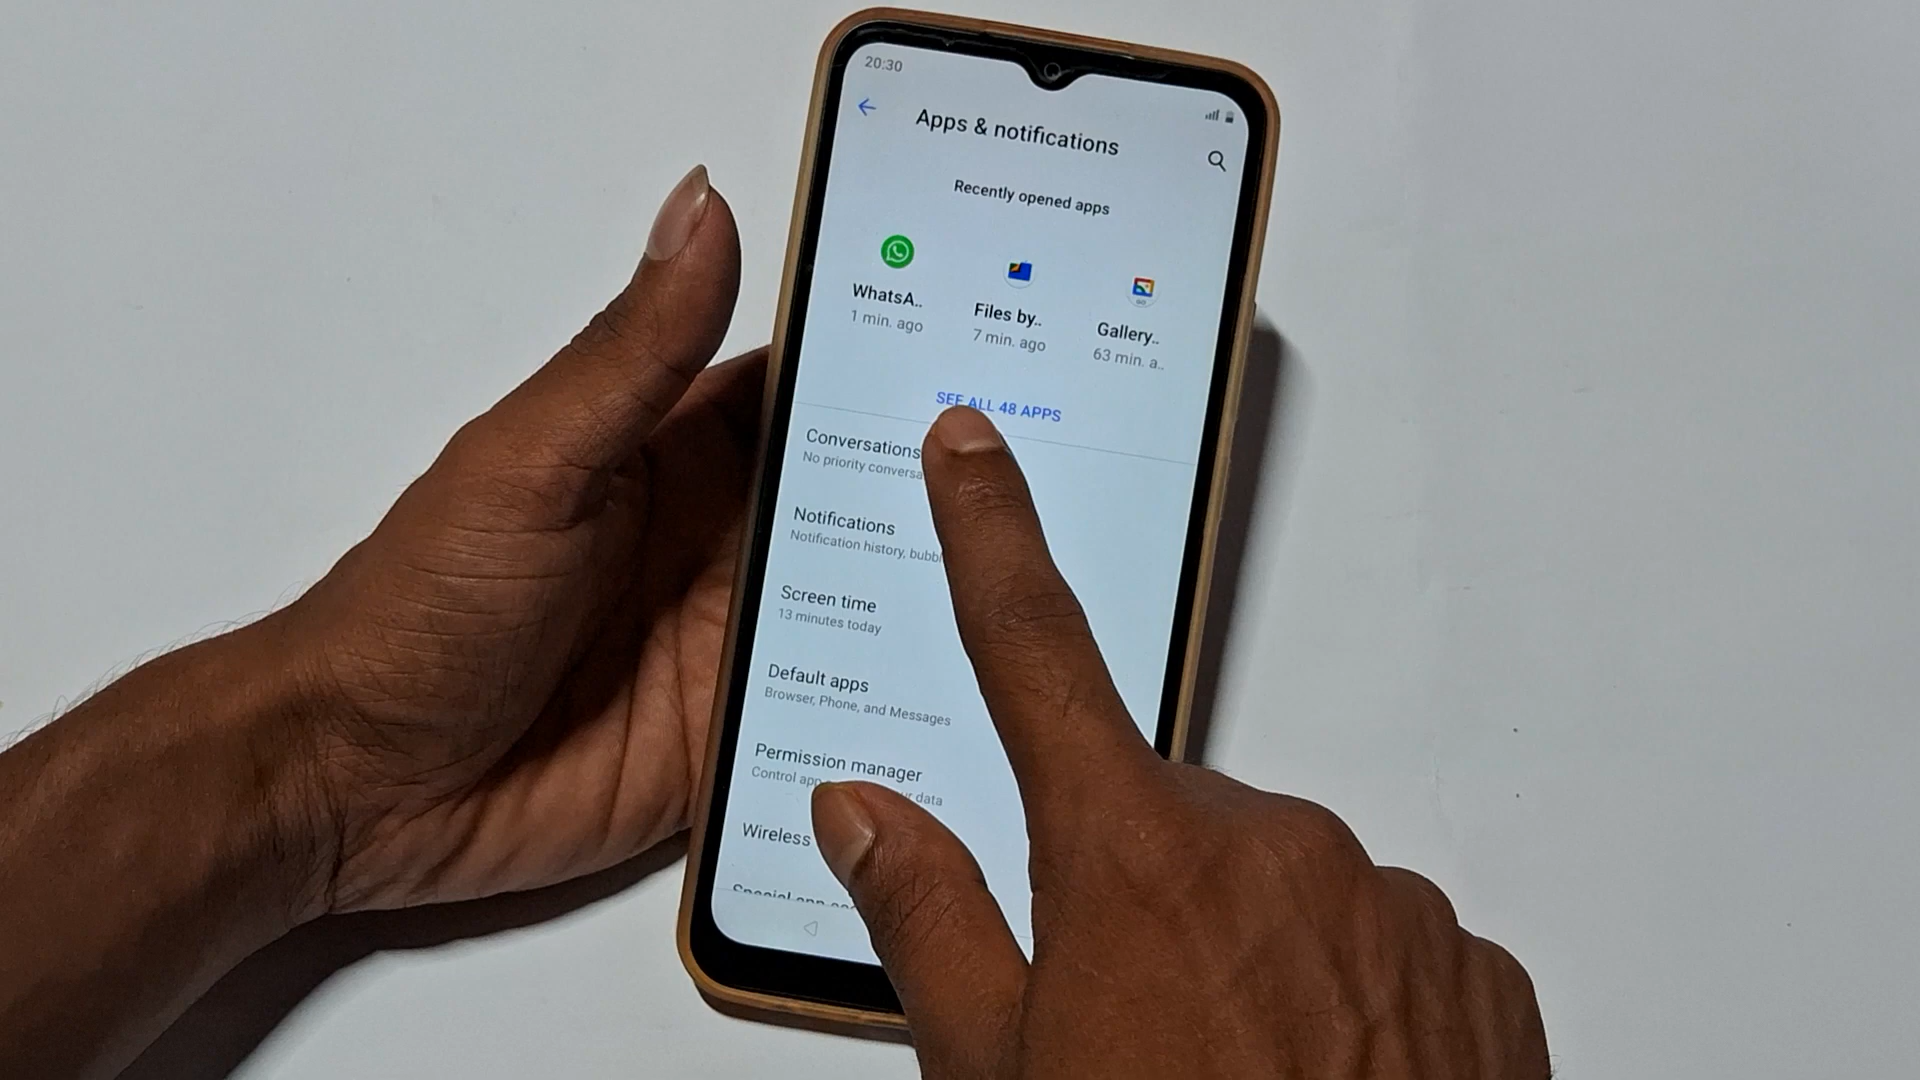 20:30
Apps & notifications
Recently opened apps
WhatsA..
1 min. ago
Files by..
7 min. ago
Gallery..
63 min. a..
SEE ALL 48 APPS
Conversations
No priority
Notifications
Notification history,
Screen time
13 minutes today
Default apps
Browser, Phone, and Messages
Permission manager
Control app data
Wireless
Special app